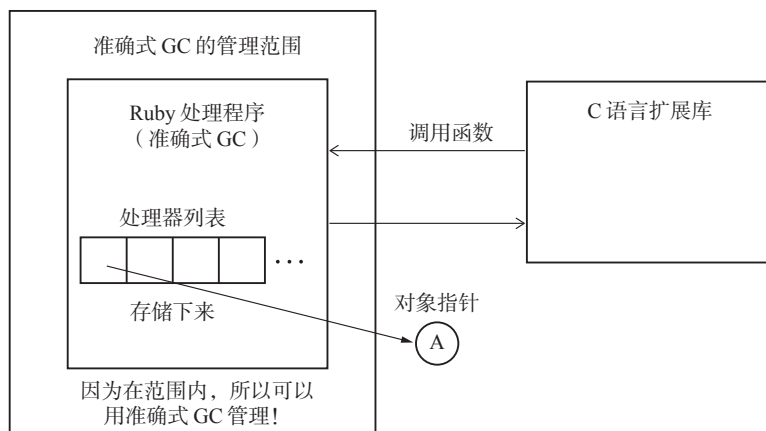 准确式 GC 的管理范围
Ruby 处理程序
（准确式 GC）
C 语言扩展库
调用函数
处理器列表
…
存储下来
对象指针
A
因为在范围内，所以可以
用准确式 GC 管理！